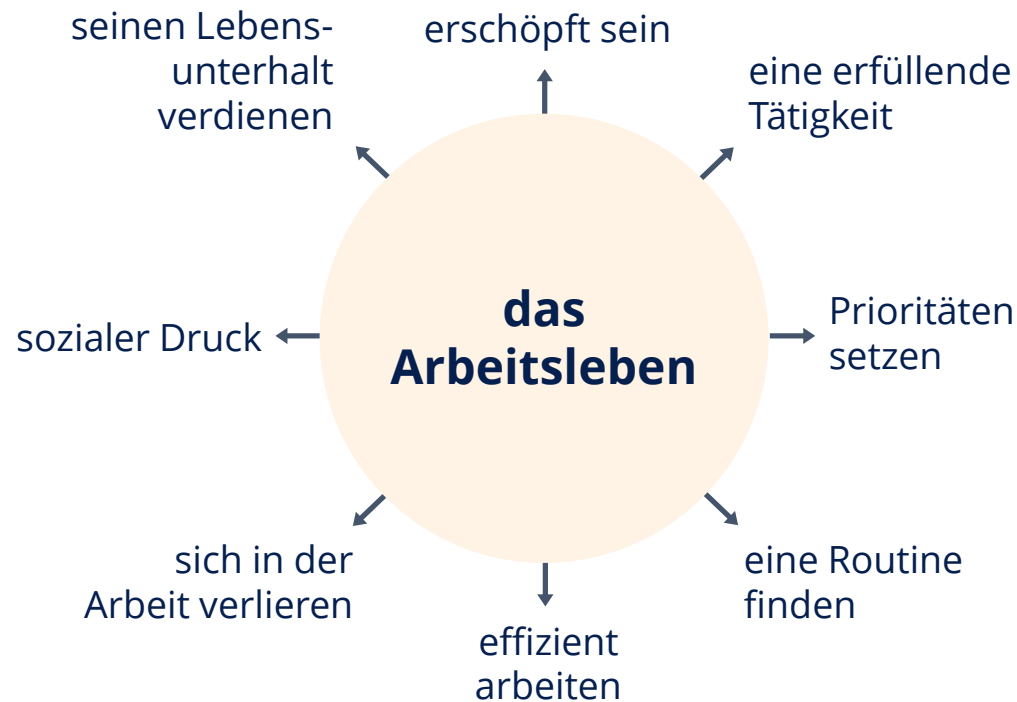 seinen Lebens-
unterhalt
verdienen
erschöpft sein
eine erfüllende
Tätigkeit
das
Arbeitsleben
sozialer Druck
Prioritäten
setzen
sich in der
Arbeit verlieren
effizient
arbeiten
eine Routine
finden